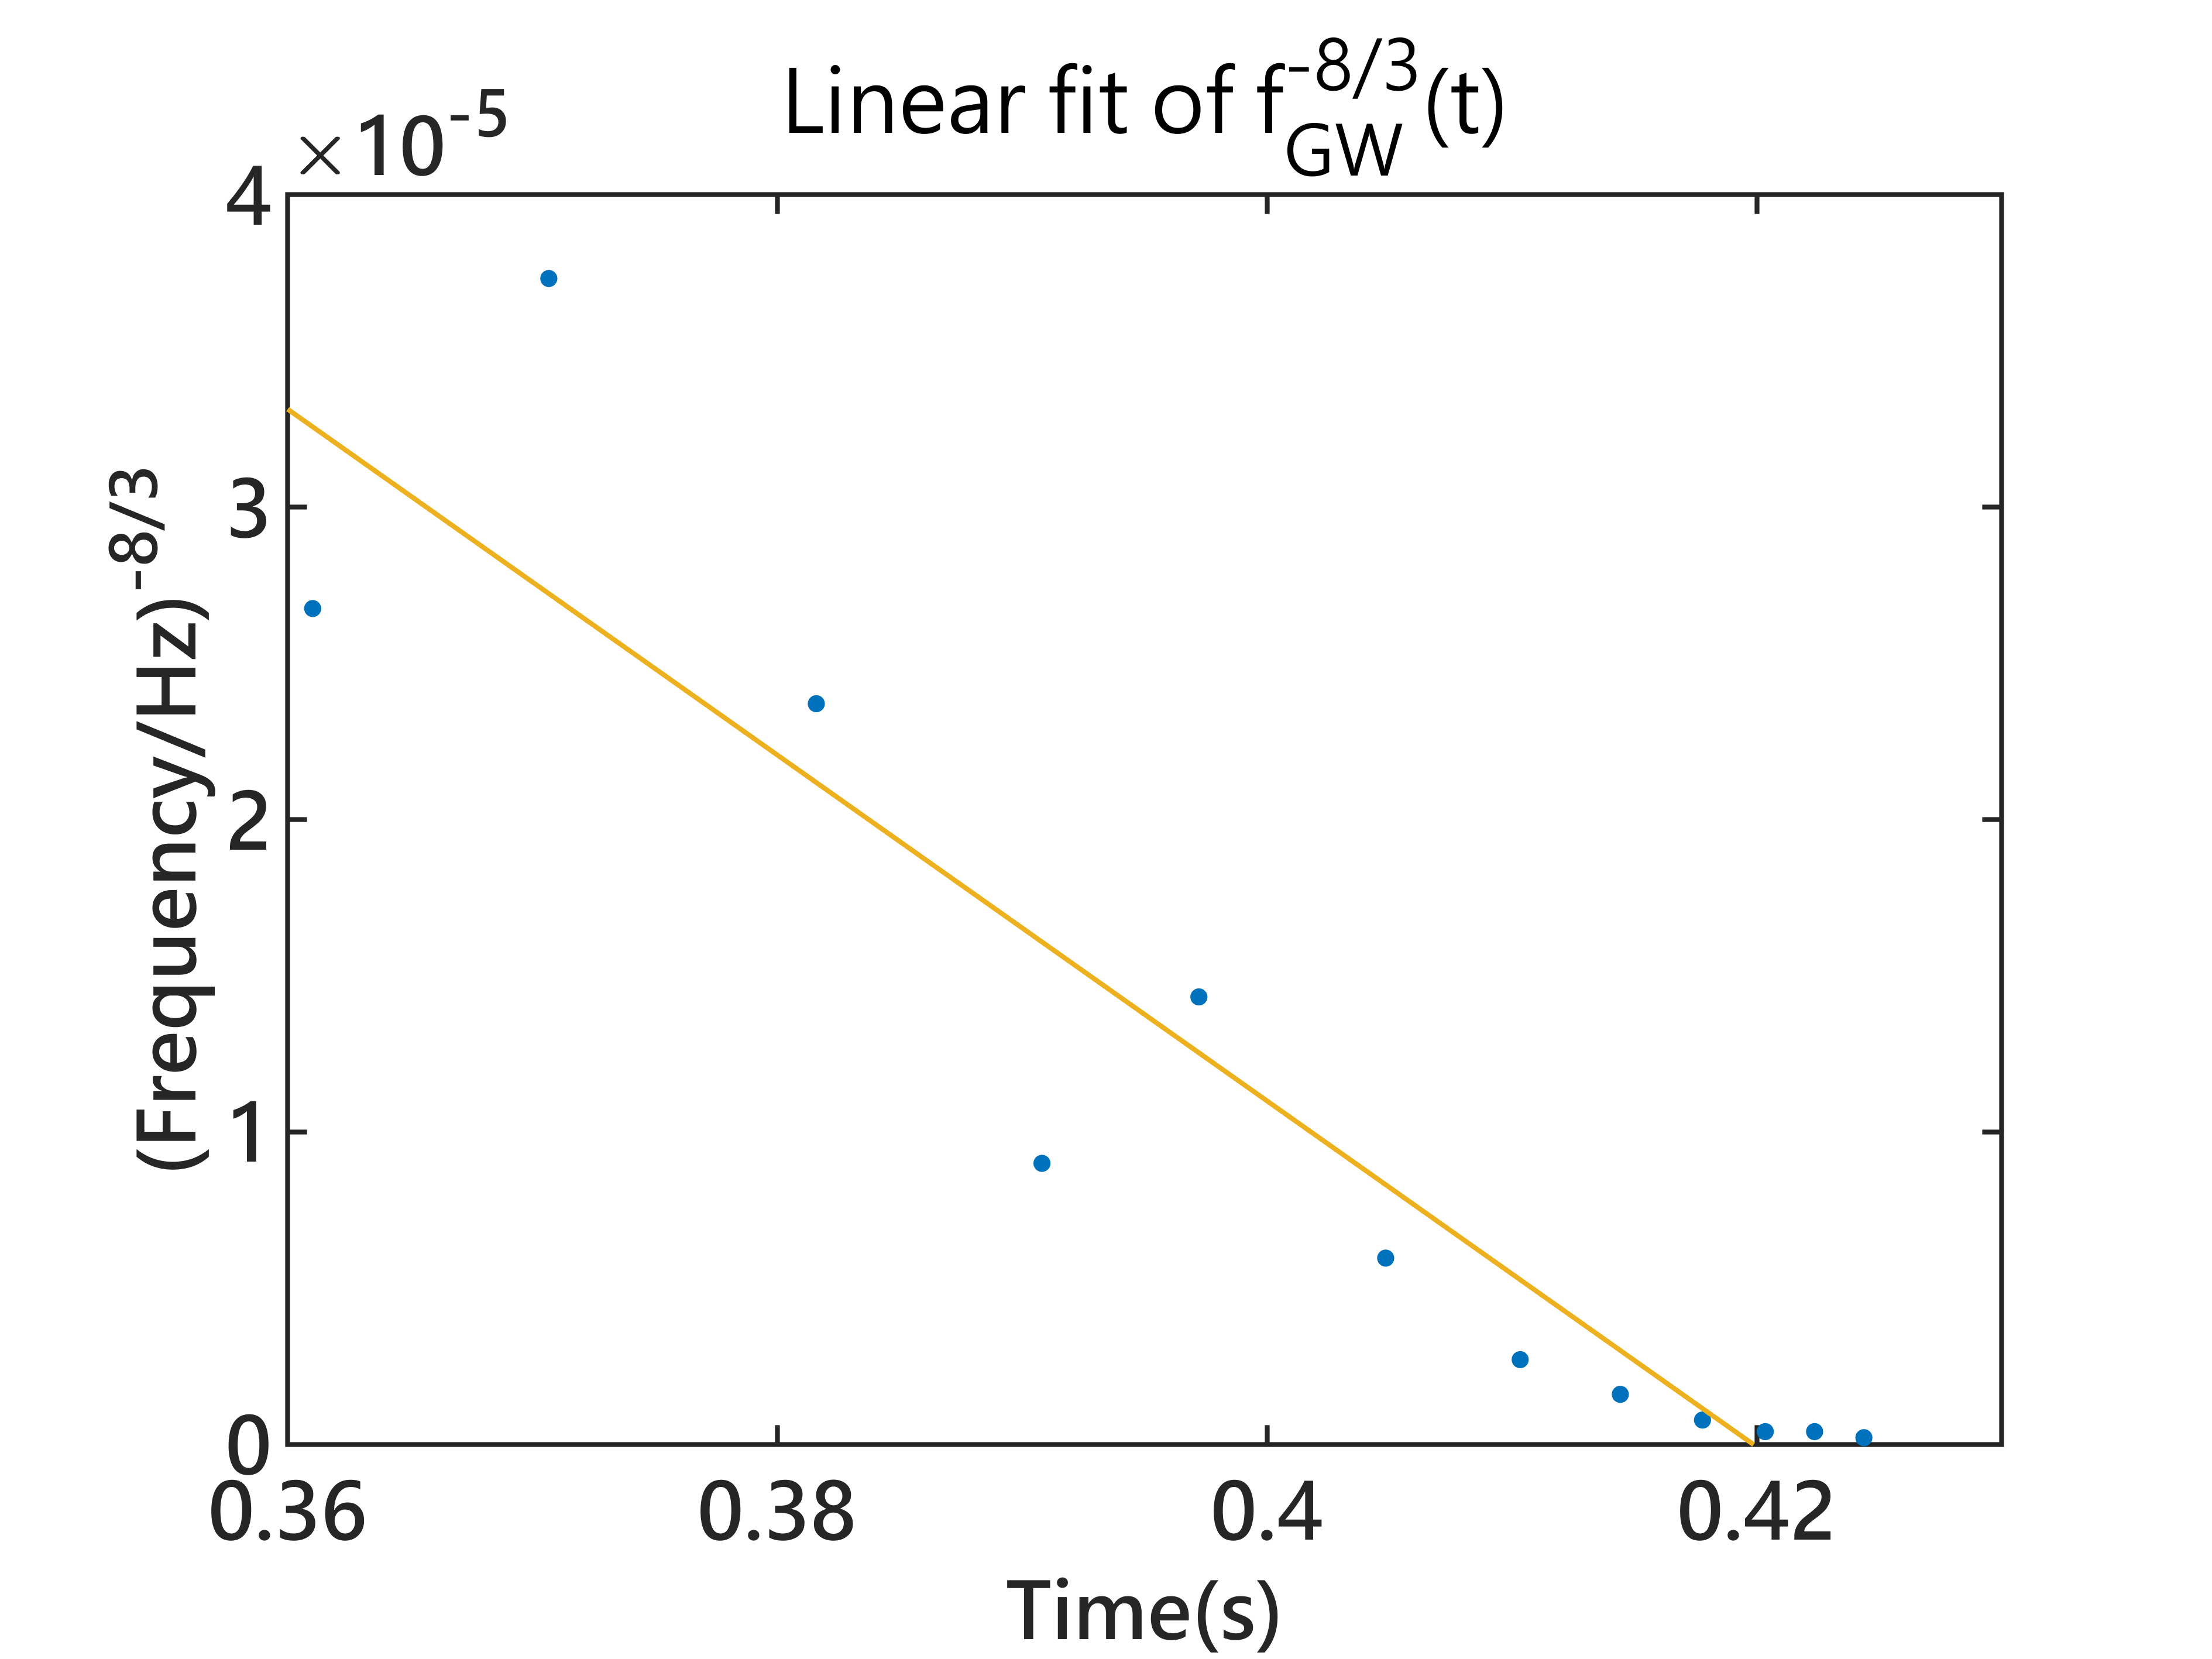 Linear fit of f_GW^-8/3(t)
×10^-5
4
3
2
1
0
(Frequency/Hz)^-8/3
0.36 0.38 0.4 0.42
Time(s)